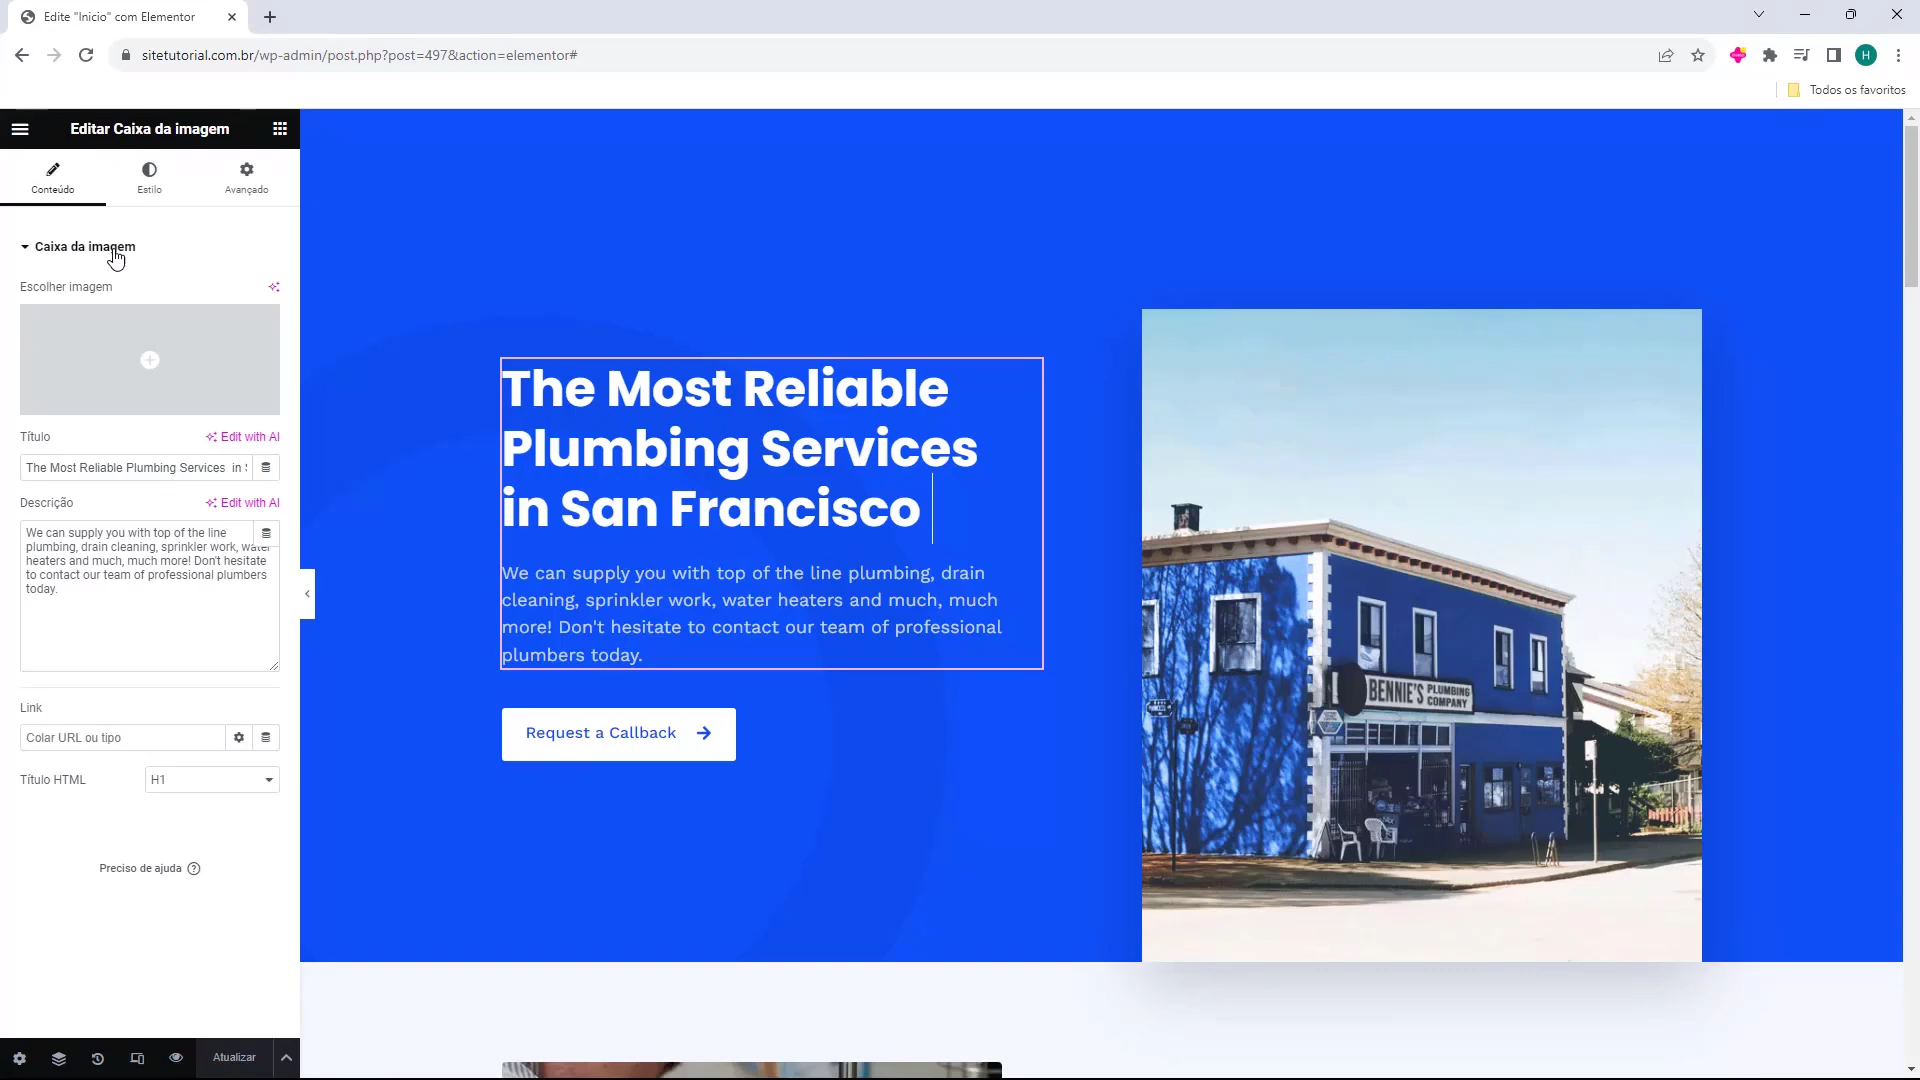 Edite "Inicio" com Elementor
sitetutorial.com.br/wp-admin/post.php?post=497&action=elementor#
H
Todos os favoritos
Editar Caixa da imagem
Conteúdo
Estilo
Avançado
Caixa da imagem
Escolher imagem
Título
Edit with AI
The Most Reliable Plumbing Services in
Descrição
Edit with AI
We can supply you with top of the line
plumbing, drain cleaning, sprinkler work, water
heaters and much, much more! Don't hesitate
to contact our team of professional plumbers
today.
Link
Colar URL ou tipo
Título HTML
H1
Preciso de ajuda
Atualizar
The Most Reliable
Plumbing Services
in San Francisco
We can supply you with top of the line plumbing, drain
cleaning, sprinkler work, water heaters and much, much
more! Don't hesitate to contact our team of professional
plumbers today.
Request a Callback
BENNIE'S PLUMBING
COMPANY